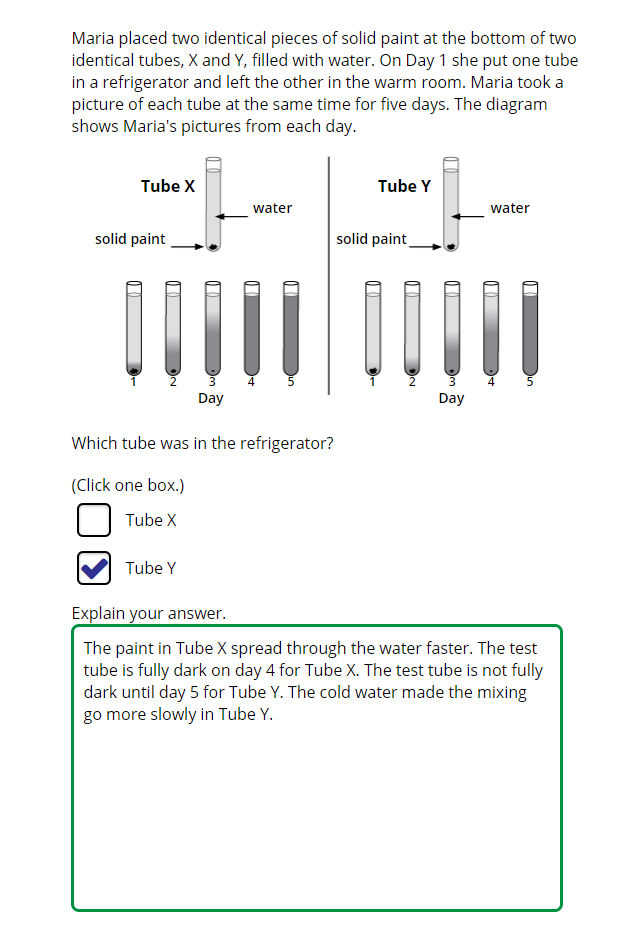 Maria placed two identical pieces of solid paint at the bottom of two
identical tubes, X and Y, filled with water. On Day 1 she put one tube
in a refrigerator and left the other in the warm room. Maria took a
picture of each tube at the same time for five days. The diagram
shows Maria's pictures from each day.
Tube X
water
solid paint
Tube Y
water
solid paint
1 2 3 4 5
Day
1 2 3 4 5
Day
Which tube was in the refrigerator?
(Click one box.)
Tube X
Tube Y
Explain your answer.
The paint in Tube X spread through the water faster. The test
tube is fully dark on day 4 for Tube X. The test tube is not fully
dark until day 5 for Tube Y. The cold water made the mixing
go more slowly in Tube Y.